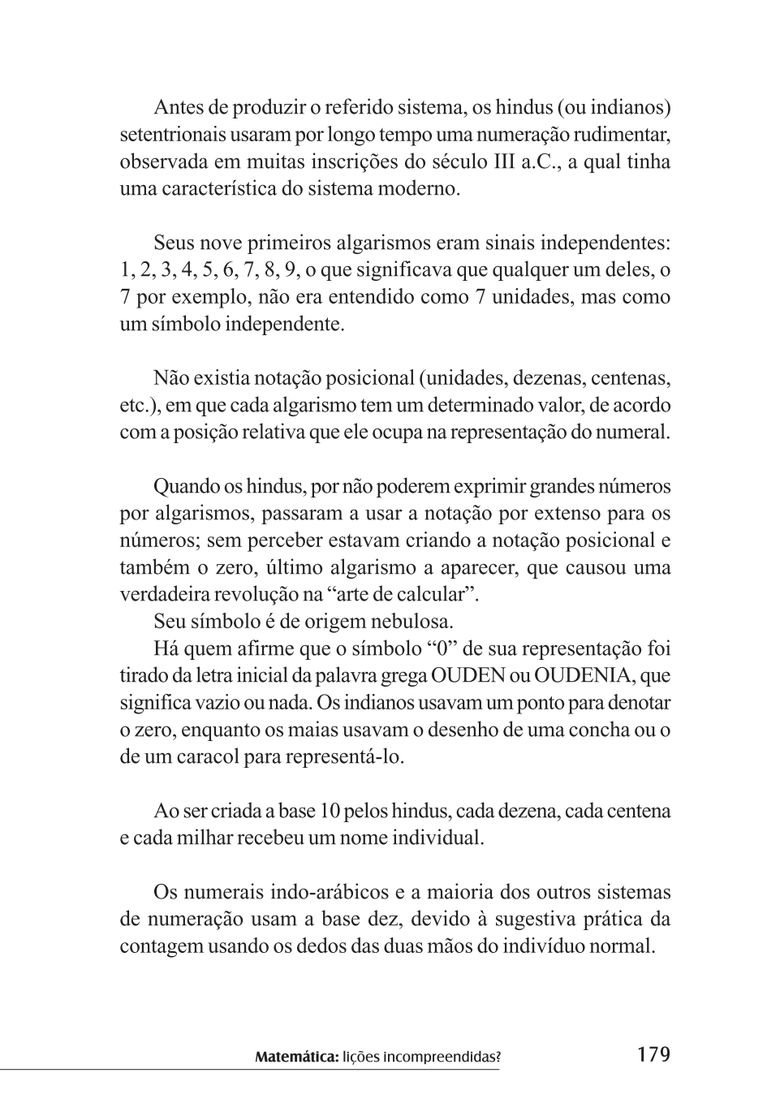 Antes de produzir o referido sistema, os hindus (ou indianos)
setentrionais usaram por longo tempo uma numeração rudimentar,
observada em muitas inscrições do século III a.C., a qual tinha
uma característica do sistema moderno.
Seus nove primeiros algarismos eram sinais independentes:
1, 2, 3, 4, 5, 6, 7, 8, 9, o que significava que qualquer um deles, o
7 por exemplo, não era entendido como 7 unidades, mas como
um símbolo independente.
Não existia notação posicional (unidades, dezenas, centenas,
etc.), em que cada algarismo tem um determinado valor, de acordo
com a posição relativa que ele ocupa na representação do numeral.
Quando os hindus, por não poderem exprimir grandes números
por algarismos, passaram a usar a notação por extenso para os
números; sem perceber estavam criando a notação posicional e
também o zero, último algarismo a aparecer, que causou uma
verdadeira revolução na “arte de calcular”.
Seu símbolo é de origem nebulosa.
Há quem afirme que o símbolo “0” de sua representação foi
tirado da letra inicial da palavra grega OUDEN ou OUDENIA, que
significa vazio ou nada. Os indianos usavam um ponto para denotar
o zero, enquanto os maias usavam o desenho de uma concha ou o
de um caracol para representá-lo.
Ao ser criada a base 10 pelos hindus, cada dezena, cada centena
e cada milhar recebeu um nome individual.
Os numerais indo-arábicos e a maioria dos outros sistemas
de numeração usam a base dez, devido à sugestiva prática da
contagem usando os dedos das duas mãos do indivíduo normal.
Matemática: lições incompreendidas? 179